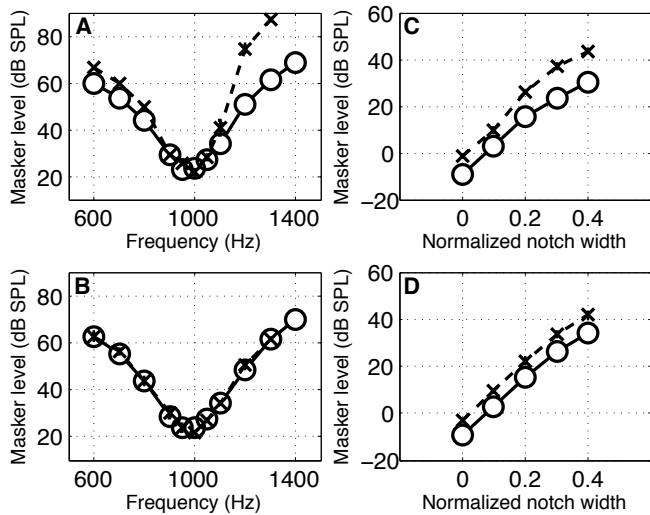 A
Masker level (dB SPL)
80
60
40
20
600
1000
1400
Frequency (Hz)
C
Masker level (dB SPL)
60
40
20
0
−20
0
0.2
0.4
Normalized notch width
B
Masker level (dB SPL)
80
60
40
20
600
1000
1400
Frequency (Hz)
D
Masker level (dB SPL)
60
40
20
0
−20
0
0.2
0.4
Normalized notch width